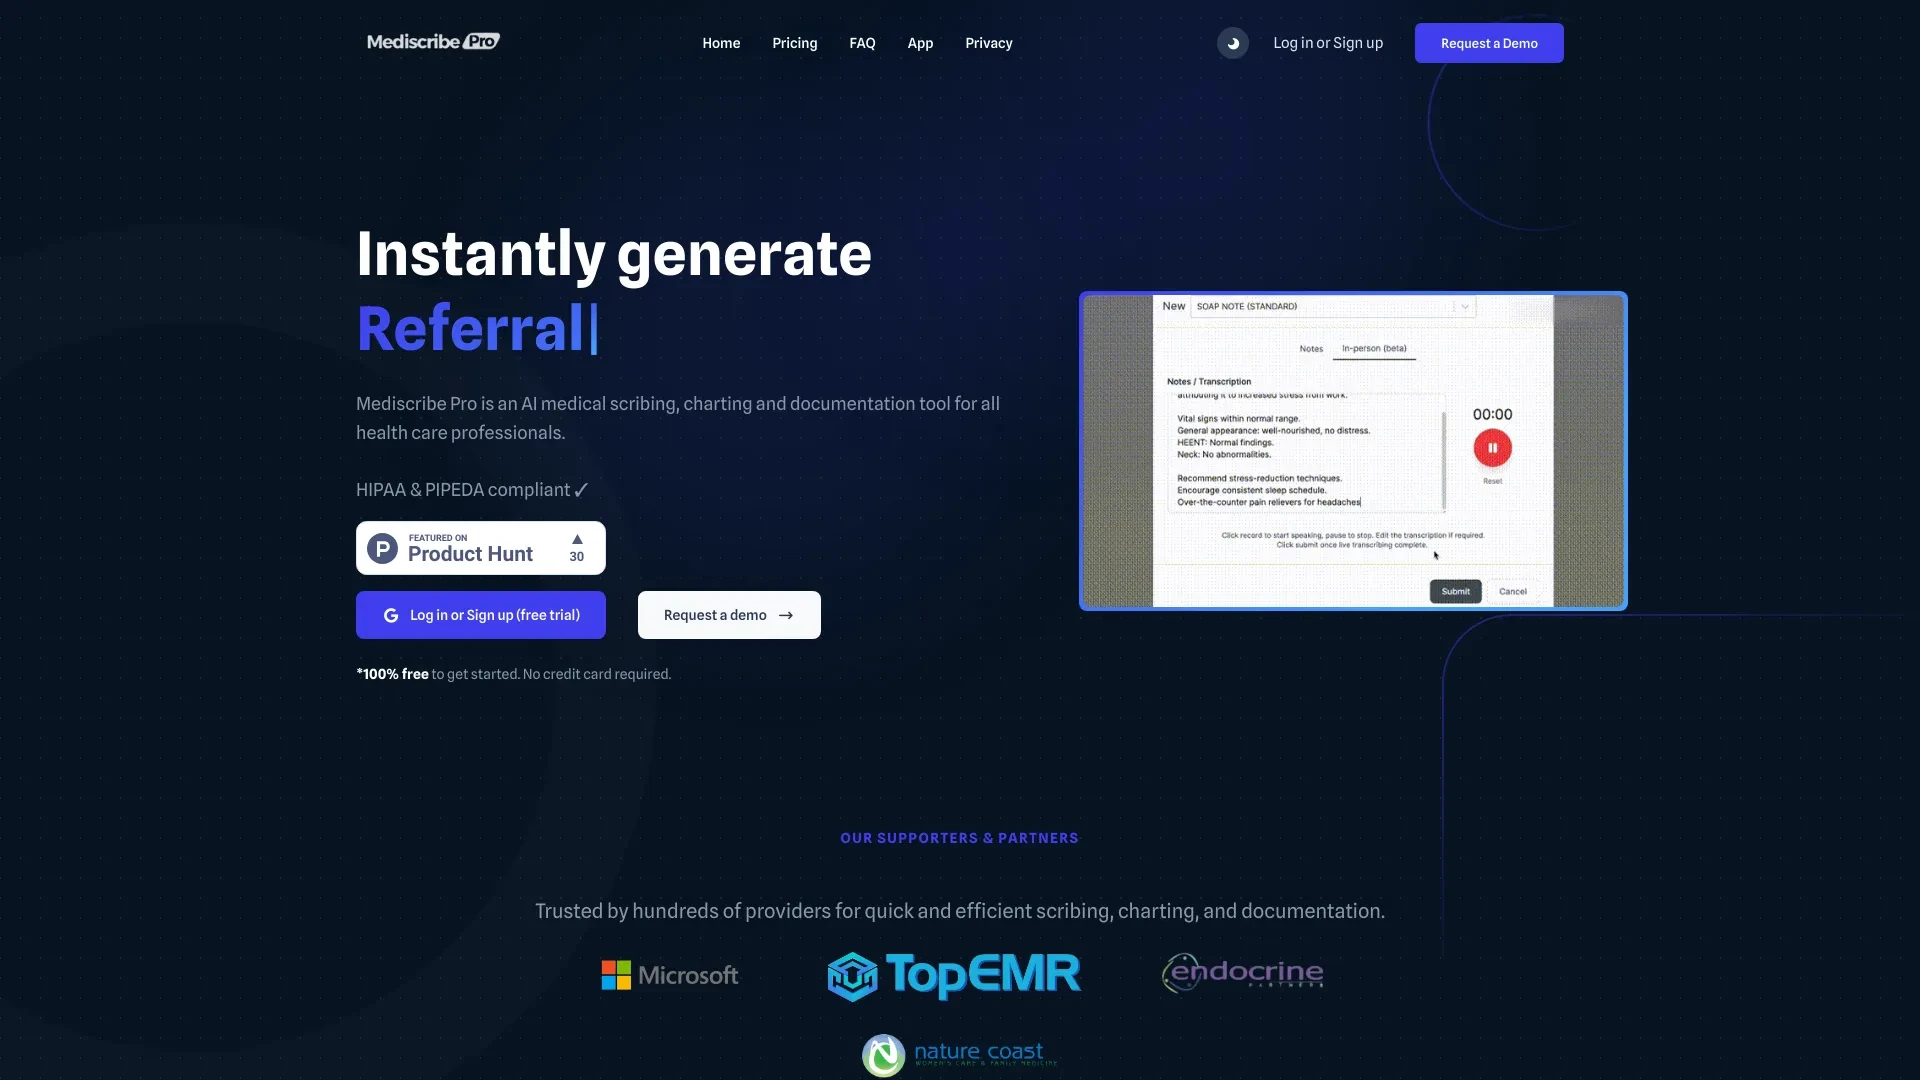 Mediscribe Pro
Home
Pricing
FAQ
App
Privacy
Log in or Sign up
Request a Demo
Instantly generate
Referral
Mediscribe Pro is an AI medical scribing, charting and documentation tool for all
health care professionals.
HIPAA & PIPEDA compliant ✓
FEATURED ON
Product Hunt
▲
30
Log in or Sign up (free trial)
Request a demo →
*100% free to get started. No credit card required.
New
SOAP NOTE (STANDARD)
Notes
In-person (beta)
Notes / Transcription
attributing it to increased stress from work.
Vital signs within normal range.
General appearance: well-nourished, no distress.
HEENT: Normal findings.
Neck: No abnormalities.
Recommend stress-reduction techniques.
Encourage consistent sleep schedule.
Over-the-counter pain relievers for headaches
00:00
Reset
Click record to start speaking, pause to stop. Edit the transcription if required.
Click submit once live transcribing complete.
Submit
Cancel
OUR SUPPORTERS & PARTNERS
Trusted by hundreds of providers for quick and efficient scribing, charting, and documentation.
Microsoft
TopEMR
endocrine
PARTNERS
nature coast
WOMEN'S CARE & FAMILY MEDICINE